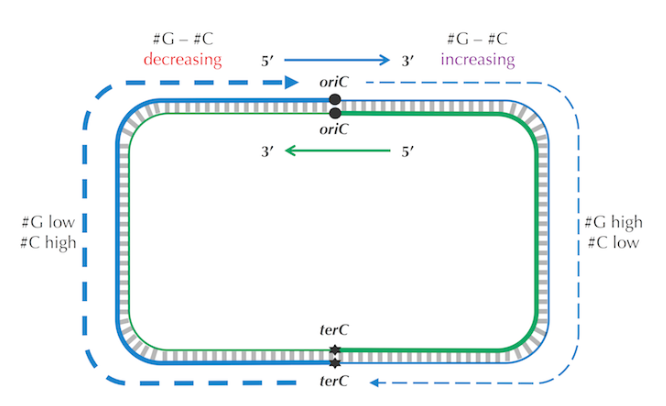 #G – #C
decreasing
5′
3′
#G – #C
increasing
oriC
oriC
3′
5′
#G low
#C high
#G high
#C low
terC
terC